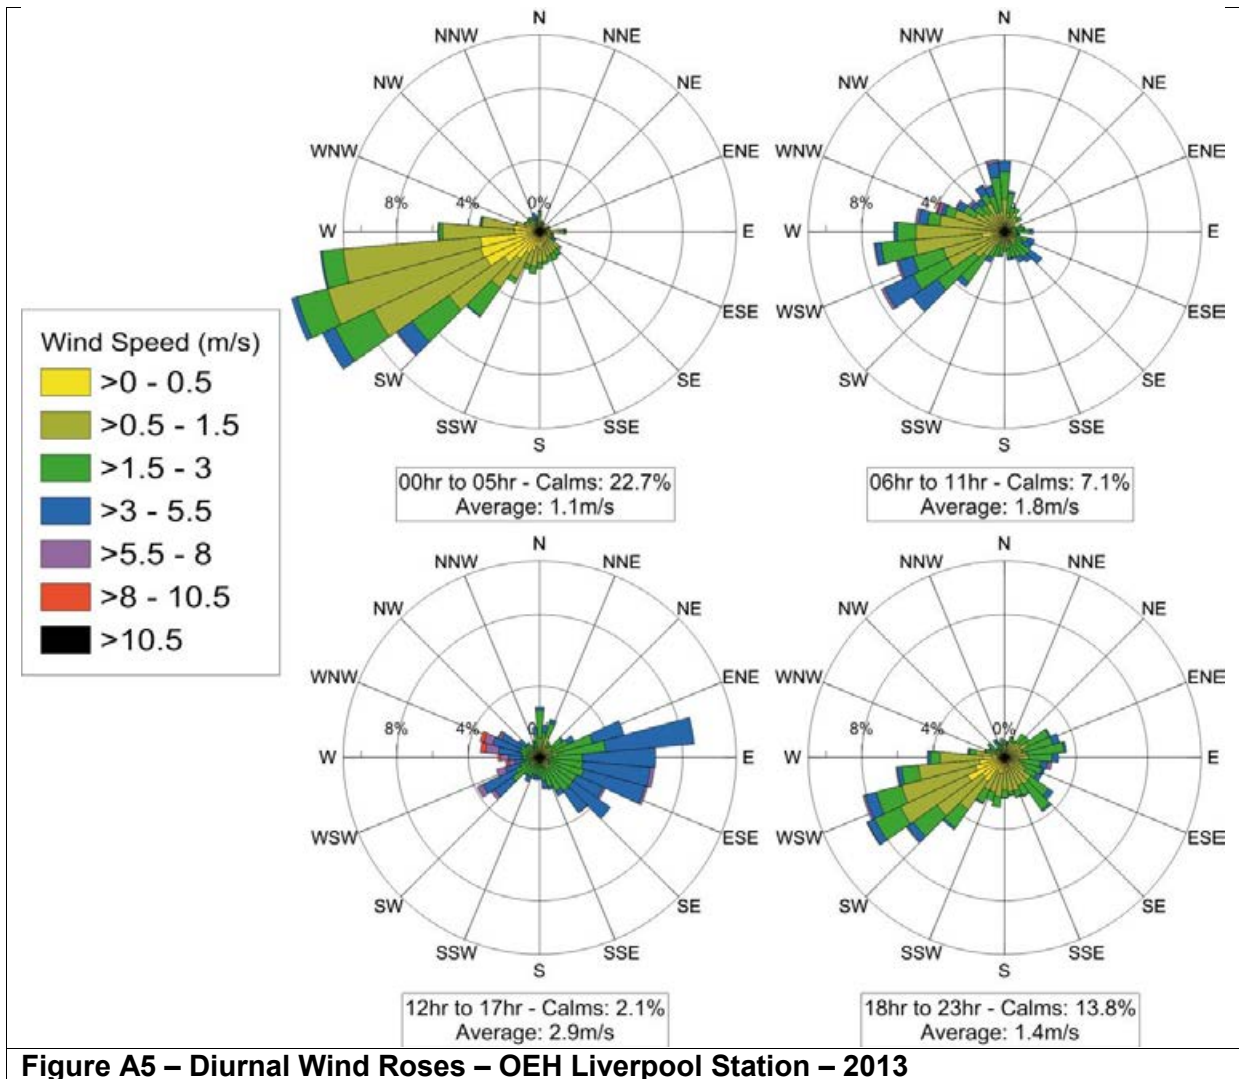 N
NNW
NNE
NW
NE
WNW
ENE
8%
4%
0%
W
E
ESE
SW
SE
SSW
SSE
S
00hr to 05hr - Calms: 22.7%
Average: 1.1m/s
N
NNW
NNE
NW
NE
WNW
ENE
8%
4%
W
E
WSW
ESE
SW
SE
SSW
SSE
S
06hr to 11hr - Calms: 7.1%
Average: 1.8m/s
Wind Speed (m/s)
>0 - 0.5
>0.5 - 1.5
>1.5 - 3
>3 - 5.5
>5.5 - 8
>8 - 10.5
>10.5
N
NNW
NNE
NW
NE
WNW
ENE
8%
4%
0
W
E
WSW
ESE
SW
SE
SSW
SSE
S
12hr to 17hr - Calms: 2.1%
Average: 2.9m/s
N
NNW
NNE
NW
NE
WNW
ENE
8%
4%
0%
W
E
WSW
ESE
SW
SE
SSW
SSE
S
18hr to 23hr - Calms: 13.8%
Average: 1.4m/s
Figure A5 – Diurnal Wind Roses – OEH Liverpool Station – 2013